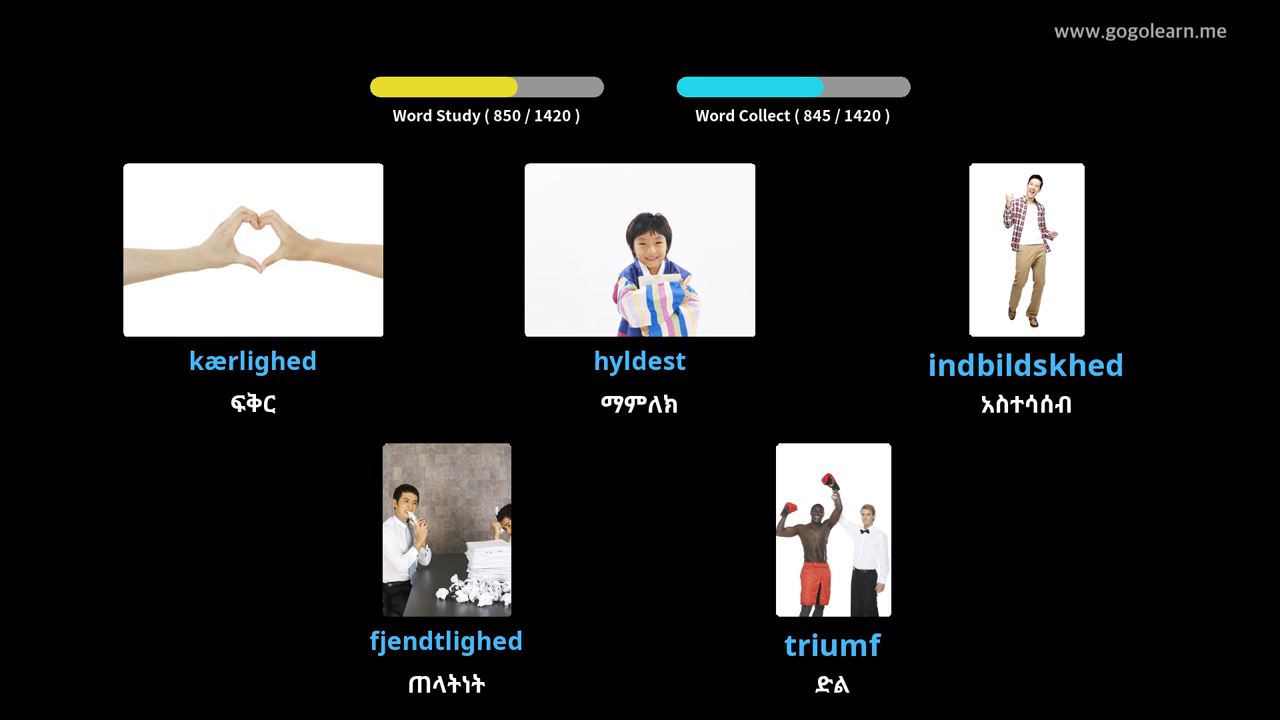 www.gogolearn.me
Word Study ( 850 / 1420 )
Word Collect ( 845 / 1420 )
kærlighed
ፍቅር
hyldest
ማምለክ
indbildskhed
አስተሳሰብ
fjendtlighed
ጠላትነት
triumf
ድል